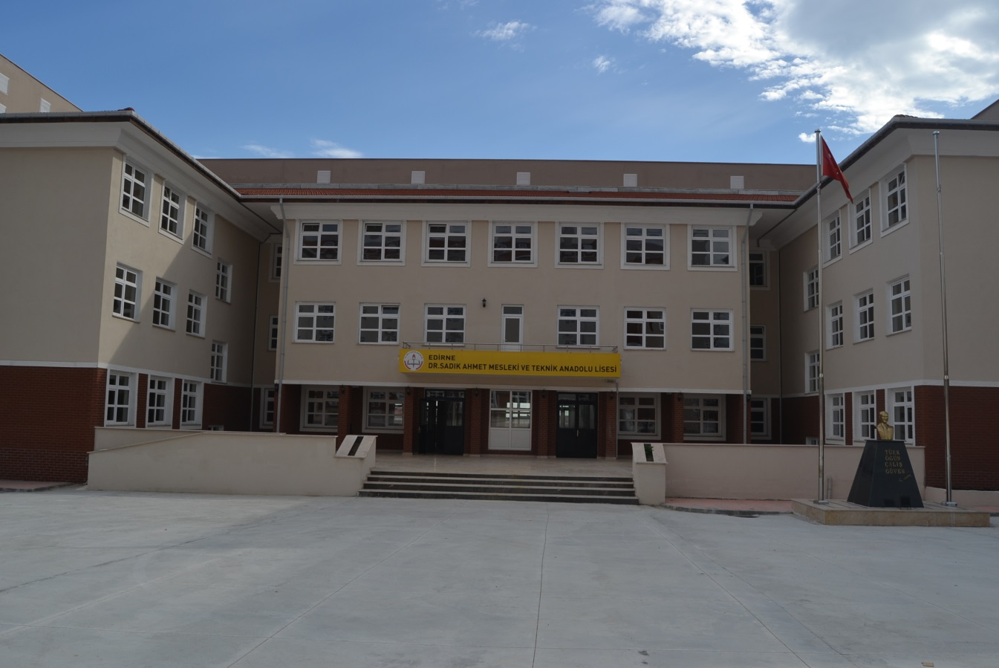 EDİRNE
DR.SADIK AHMET MESLEKİ VE TEKNİK ANADOLU LİSESİ
TÜRK
ÖĞÜN
ÇALIŞ
GÜVEN